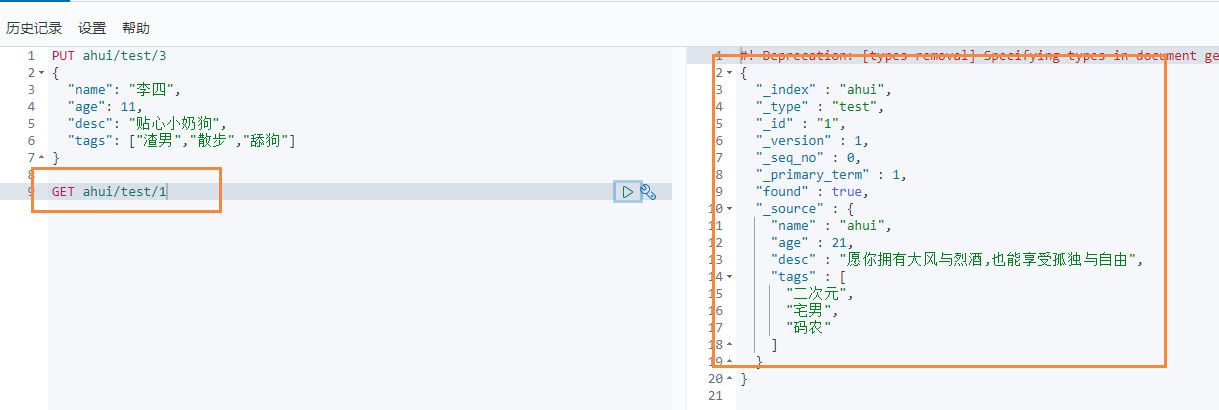 历史记录 设置 帮助
1 PUT ahui/test/3
2 {
3 "name": "李四",
4 "age": 11,
5 "desc": "贴心小奶狗",
6 "tags": ["渣男","散步","舔狗"]
7 }
8
9 GET ahui/test/1
1 #! Deprecation: [types removal] Specifying types in document ge
2 {
3 "_index" : "ahui",
4 "_type" : "test",
5 "_id" : "1",
6 "_version" : 1,
7 "_seq_no" : 0,
8 "_primary_term" : 1,
9 "found" : true,
10 "_source" : {
11 "name" : "ahui",
12 "age" : 21,
13 "desc" : "愿你拥有大风与烈酒,也能享受孤独与自由",
14 "tags" : [
15 "二次元",
16 "宅男",
17 "码农"
18 ]
19 }
20 }
21